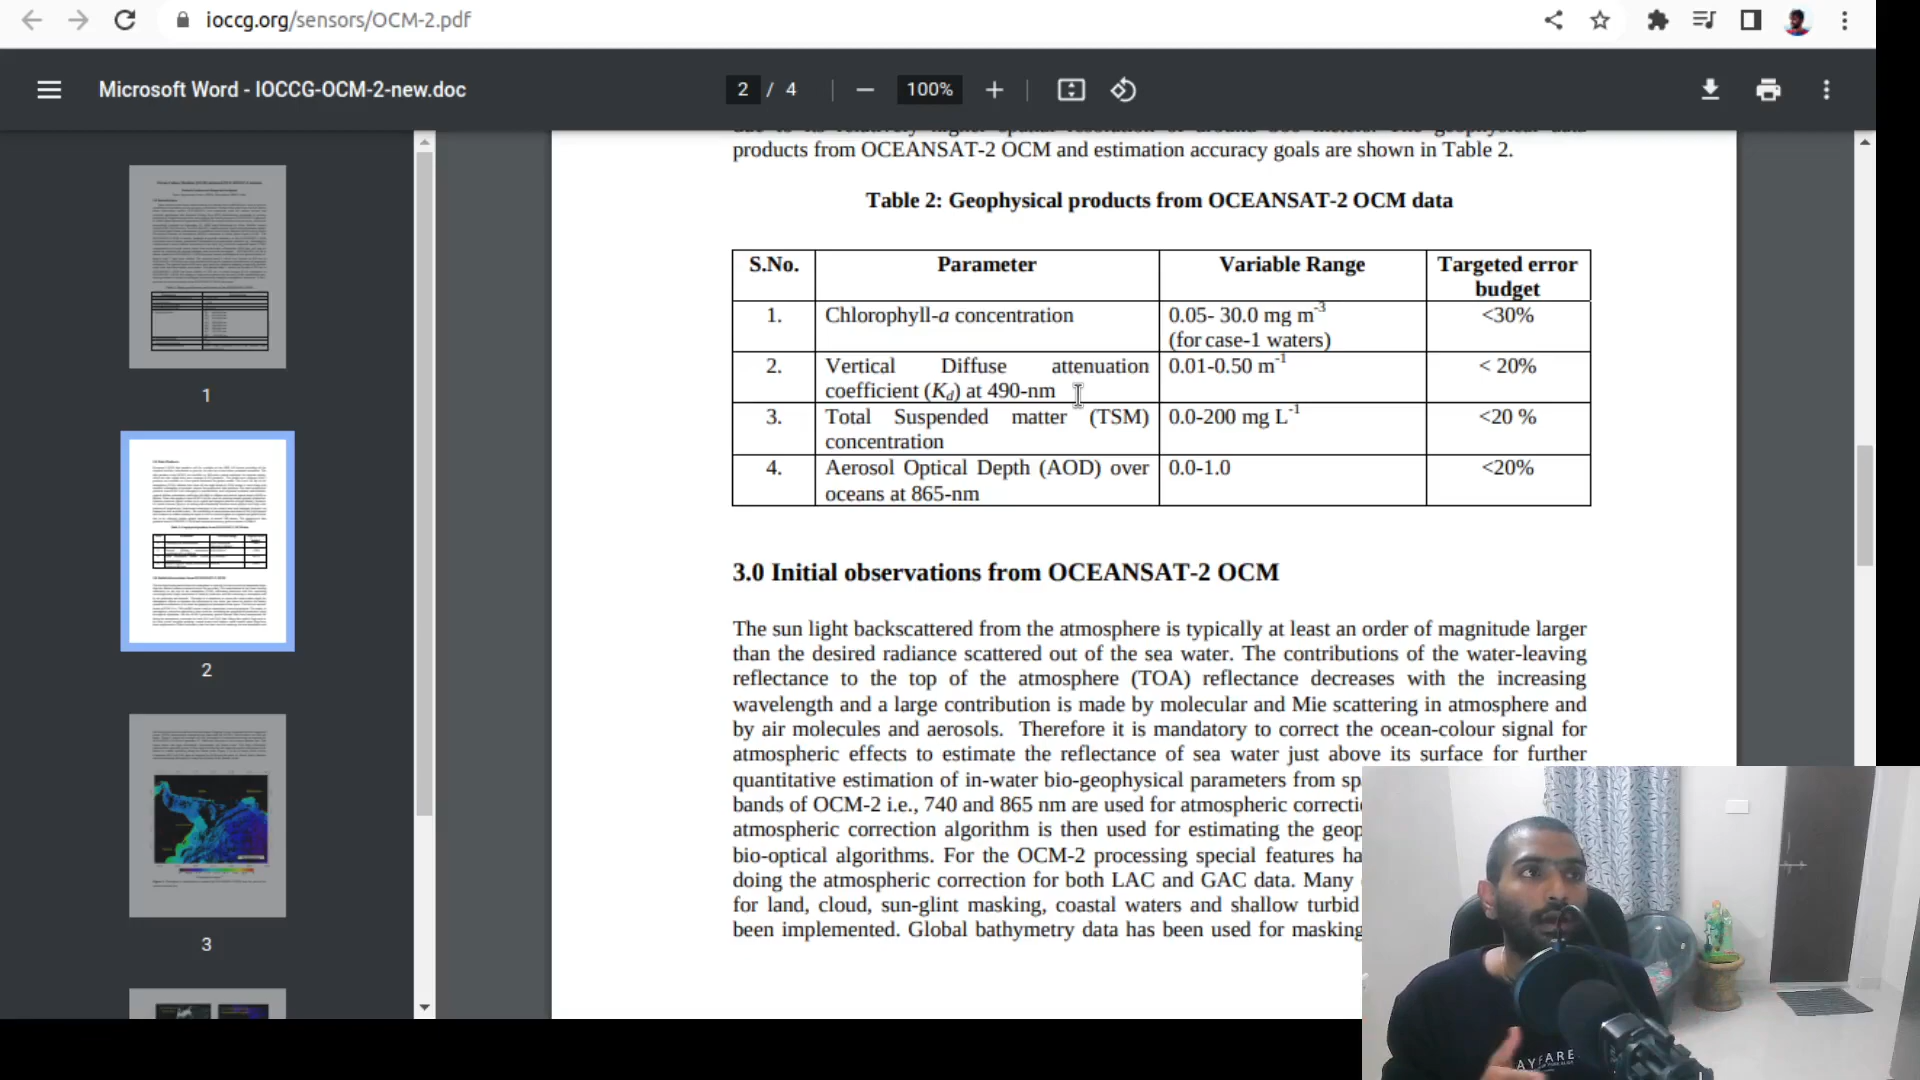 ioccg.org/sensors/OCM-2.pdf
Microsoft Word - IOCCG-OCM-2-new.doc
2 / 4
100%
1
2
3
products from OCEANSAT-2 OCM and estimation accuracy goals are shown in Table 2.
Table 2: Geophysical products from OCEANSAT-2 OCM data
S.No. Parameter Variable Range Targeted error
budget
1. Chlorophyll-a concentration 0.05- 30.0 mg m-3 <30%
(for case-1 waters)
2. Vertical Diffuse attenuation 0.01-0.50 m-1 < 20%
coefficient (Kd) at 490-nm
3. Total Suspended matter (TSM) 0.0-200 mg L-1 <20 %
concentration
4. Aerosol Optical Depth (AOD) over 0.0-1.0 <20%
oceans at 865-nm
3.0 Initial observations from OCEANSAT-2 OCM
The sun light backscattered from the atmosphere is typically at least an order of magnitude larger
than the desired radiance scattered out of the sea water. The contributions of the water-leaving
reflectance to the top of the atmosphere (TOA) reflectance decreases with the increasing
wavelength and a large contribution is made by molecular and Mie scattering in atmosphere and
by air molecules and aerosols. Therefore it is mandatory to correct the ocean-colour signal for
atmospheric effects to estimate the reflectance of sea water just above its surface for further
quantitative estimation of in-water bio-geophysical parameters from sp
bands of OCM-2 i.e., 740 and 865 nm are used for atmospheric correcti
atmospheric correction algorithm is then used for estimating the geop
bio-optical algorithms. For the OCM-2 processing special features ha
doing the atmospheric correction for both LAC and GAC data. Many
for land, cloud, sun-glint masking, coastal waters and shallow turbid
been implemented. Global bathymetry data has been used for masking